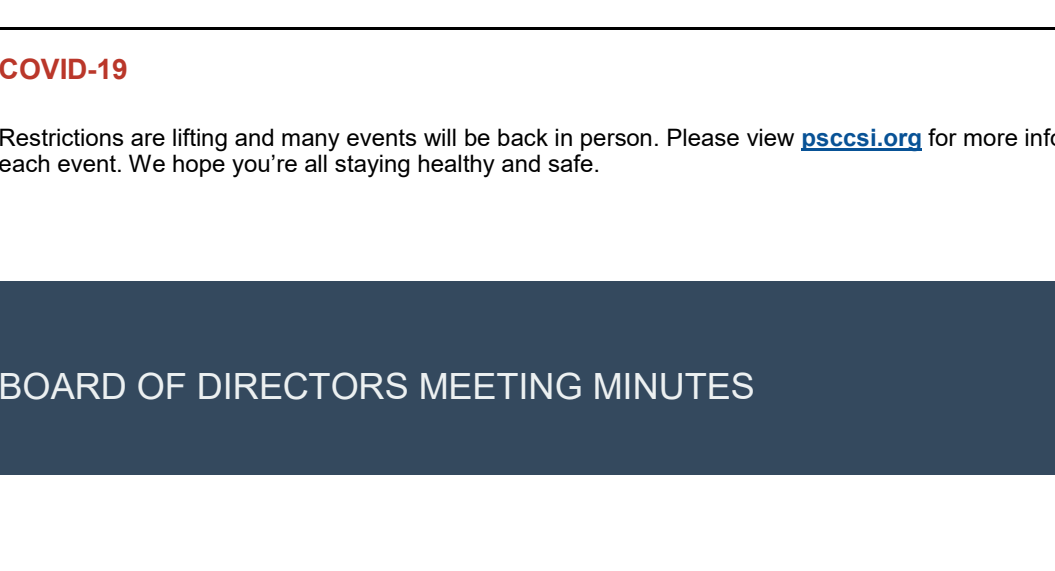 COVID-19
Restrictions are lifting and many events will be back in person. Please view psccsi.org for more
each event. We hope you’re all staying healthy and safe.
BOARD OF DIRECTORS MEETING MINUTES